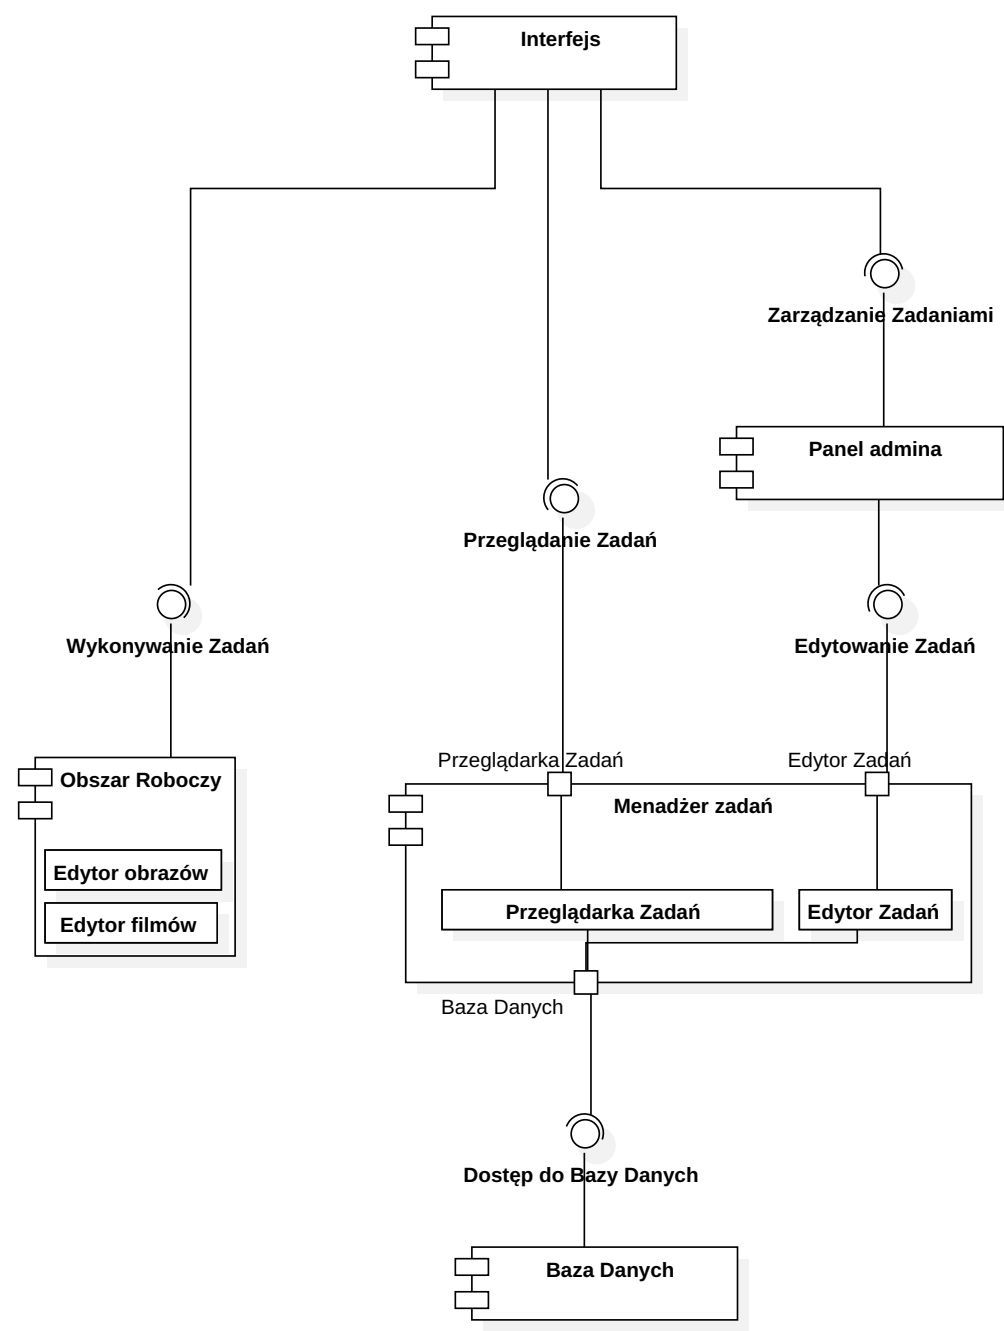 Interfejs
Zarządzanie Zadaniami
Panel admina
Przeglądanie Zadań
Wykonywanie Zadań
Edytowanie Zadań
Przeglądarka Zadań
Edytor Zadań
Obszar Roboczy
Menadżer zadań
Edytor obrazów
Edytor filmów
Przeglądarka Zadań
Edytor Zadań
Baza Danych
Dostęp do Bazy Danych
Baza Danych